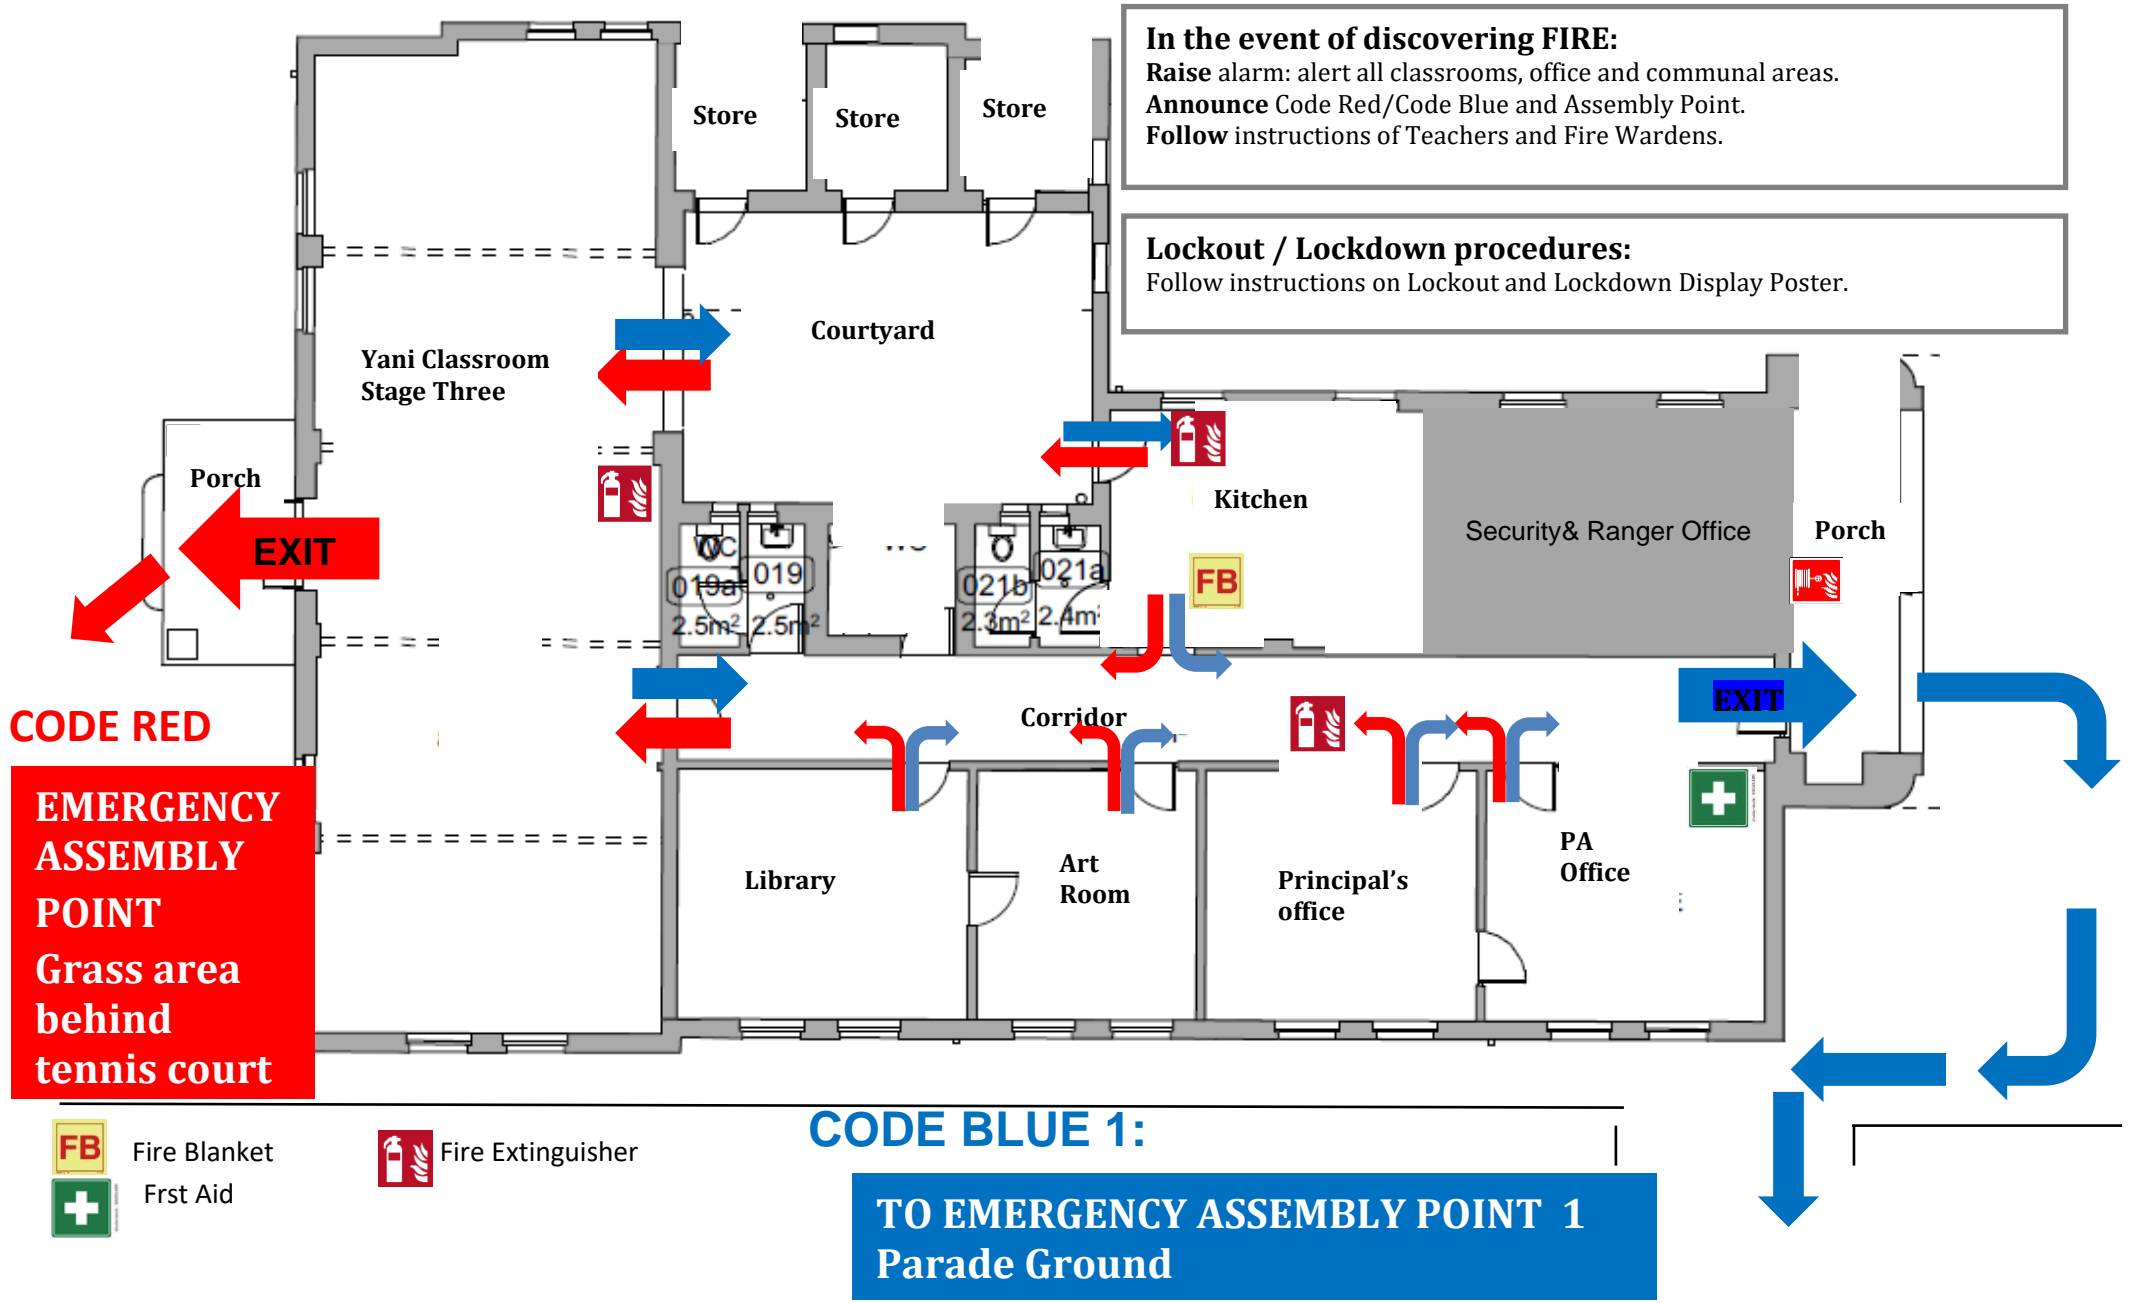 In the event of discovering FIRE:
Raise alarm: alert all classrooms, office and communal areas.
Announce Code Red/Code Blue and Assembly Point.
Follow instructions of Teachers and Fire Wardens.
Lockout / Lockdown procedures:
Follow instructions on Lockout and Lockdown Display Poster.
Store
Store
Store
Courtyard
Yani Classroom
Stage Three
Porch
EXIT
Kitchen
Security& Ranger Office
Porch
WC
019a
2.5m²
019
2.5m²
021b
2.3m²
021a
2.4m²
FB
EXIT
Corridor
CODE RED
EMERGENCY
ASSEMBLY
POINT
Grass area
behind
tennis court
Library
Art
Room
Principal’s
office
PA
Office
FB
Fire Blanket
Fire Extinguisher
Frst Aid
CODE BLUE 1:
TO EMERGENCY ASSEMBLY POINT 1
Parade Ground